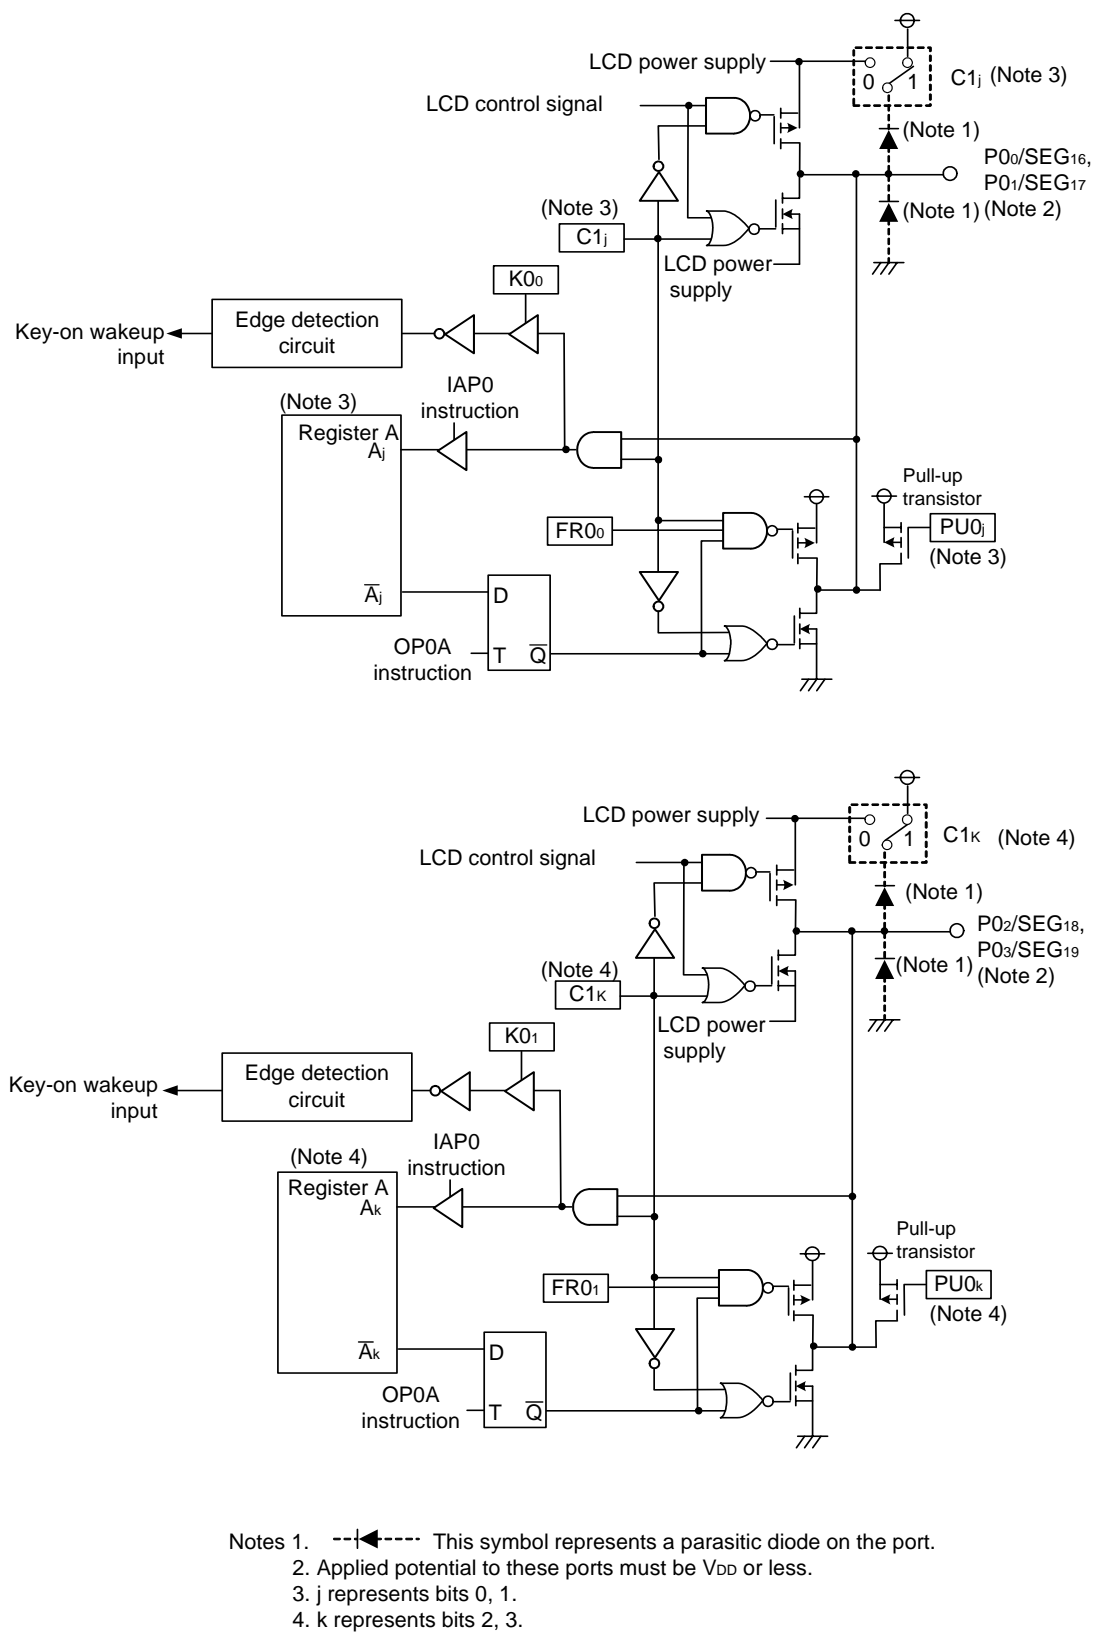 LCD power supply
0 1
C1j (Note 3)
LCD control signal
(Note 1)
P00/SEG16,
P01/SEG17
(Note 1) (Note 2)
(Note 3)
C1j
LCD power
supply
K00
Key-on wakeup
input
Edge detection
circuit
IAP0
instruction
(Note 3)
Register A
Aj
Pull-up
transistor
FR00
PU0j
(Note 3)
A̅j
D
OP0A
instruction
T Q̅
LCD power supply
0 1
C1K (Note 4)
LCD control signal
(Note 1)
P02/SEG18,
P03/SEG19
(Note 1) (Note 2)
(Note 4)
C1K
LCD power
supply
K01
Key-on wakeup
input
Edge detection
circuit
IAP0
instruction
(Note 4)
Register A
Ak
Pull-up
transistor
FR01
PU0k
(Note 4)
A̅k
D
OP0A
instruction
T Q̅
Notes 1. This symbol represents a parasitic diode on the port.
2. Applied potential to these ports must be VDD or less.
3. j represents bits 0, 1.
4. k represents bits 2, 3.